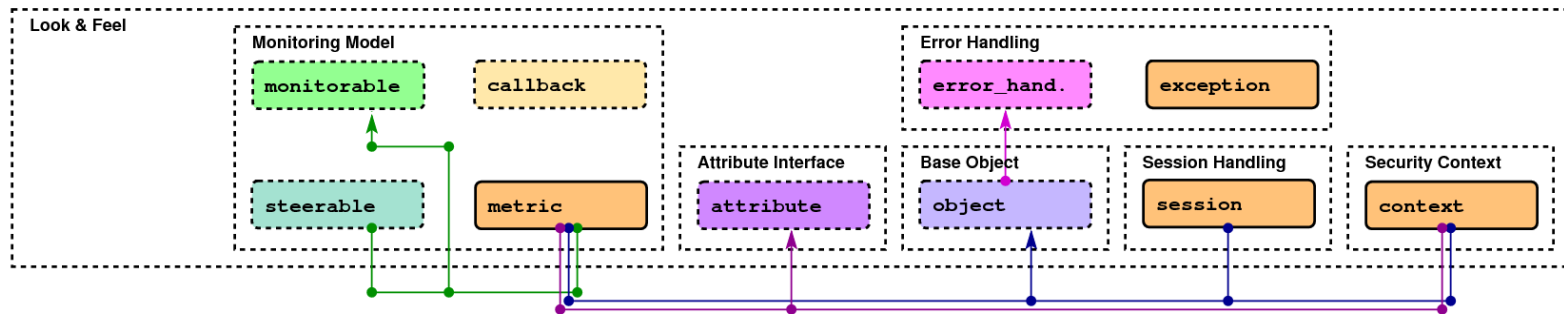 Look & Feel
Monitoring Model
monitorable
callback
steerable
metric
Attribute Interface
attribute
Error Handling
error_hand.
exception
Base Object
object
Session Handling
session
Security Context
context